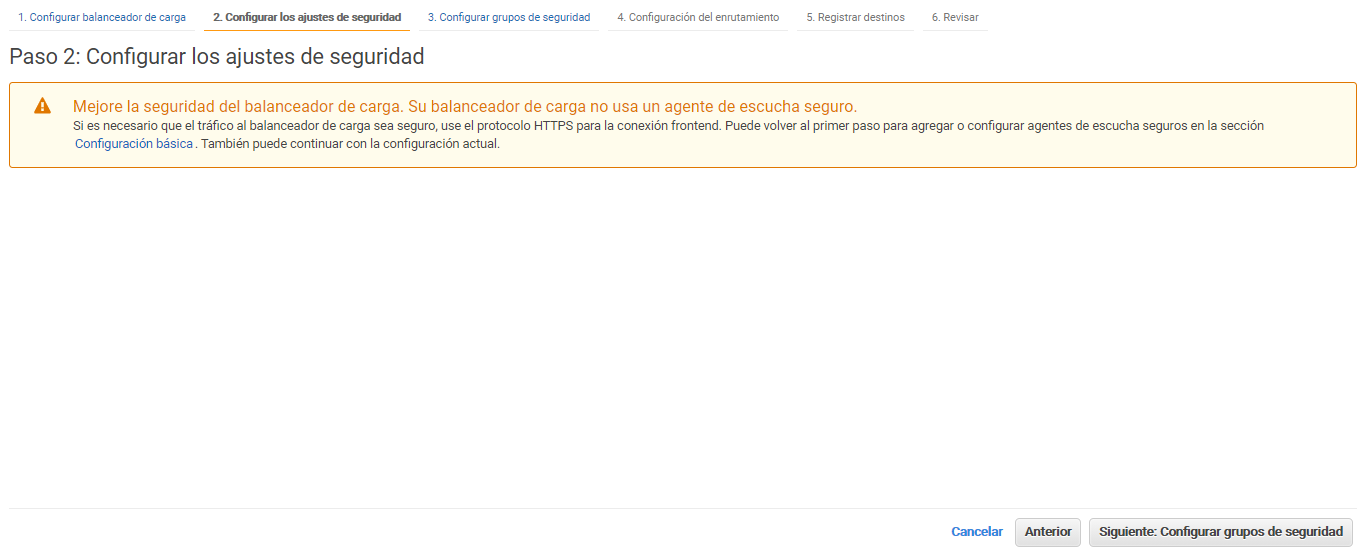 1. Configurar balanceador de carga 2. Configurar los ajustes de seguridad 3. Configurar grupos de seguridad 4. Configuración del enrutamiento 5. Registrar destinos 6. Revisar
Paso 2: Configurar los ajustes de seguridad
Mejore la seguridad del balanceador de carga. Su balanceador de carga no usa un agente de escucha seguro.
Si es necesario que el tráfico al balanceador de carga sea seguro, use el protocolo HTTPS para la conexión frontend. Puede volver al primer paso para agregar o configurar agentes de escucha seguros en la sección
Configuración básica. También puede continuar con la configuración actual.
Cancelar Anterior Siguiente: Configurar grupos de seguridad